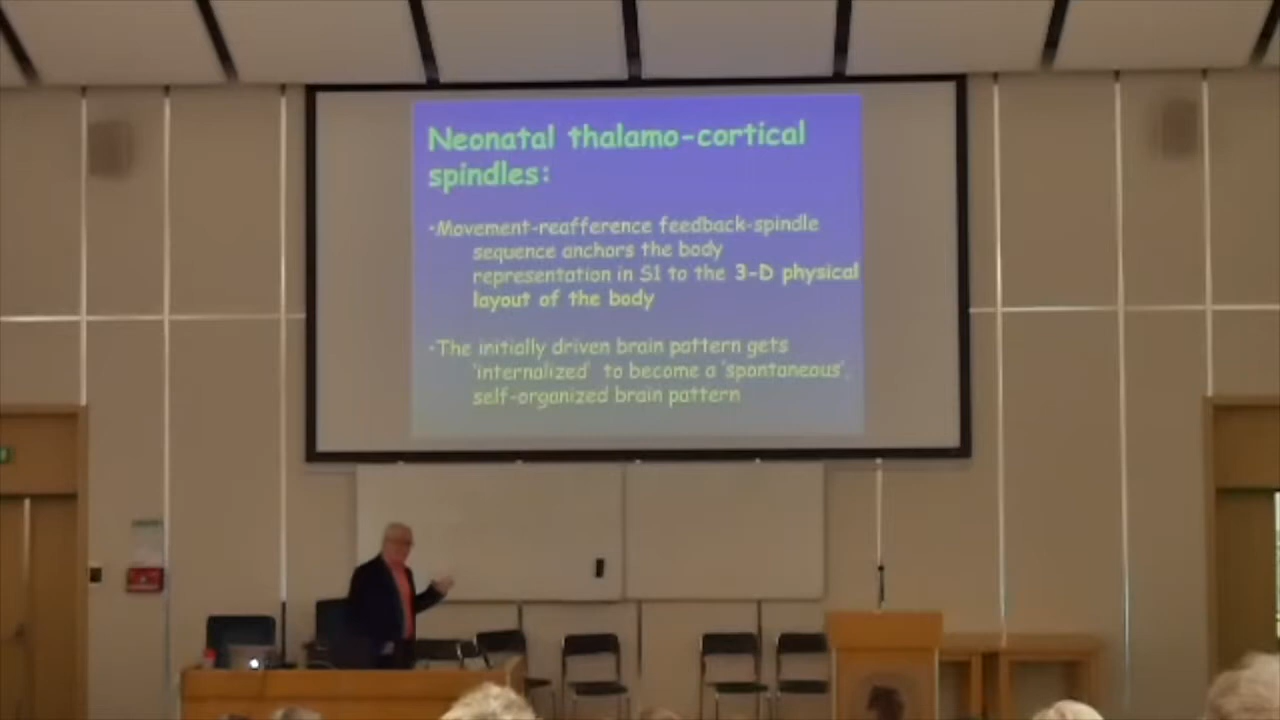 Neonatal thalamo-cortical
spindles:
•Movement-reafference feedback-spindle
sequence anchors the body
representation in S1 to the 3-D physical
layout of the body
•The initially driven brain pattern gets
'internalized' to become a 'spontaneous',
self-organized brain pattern